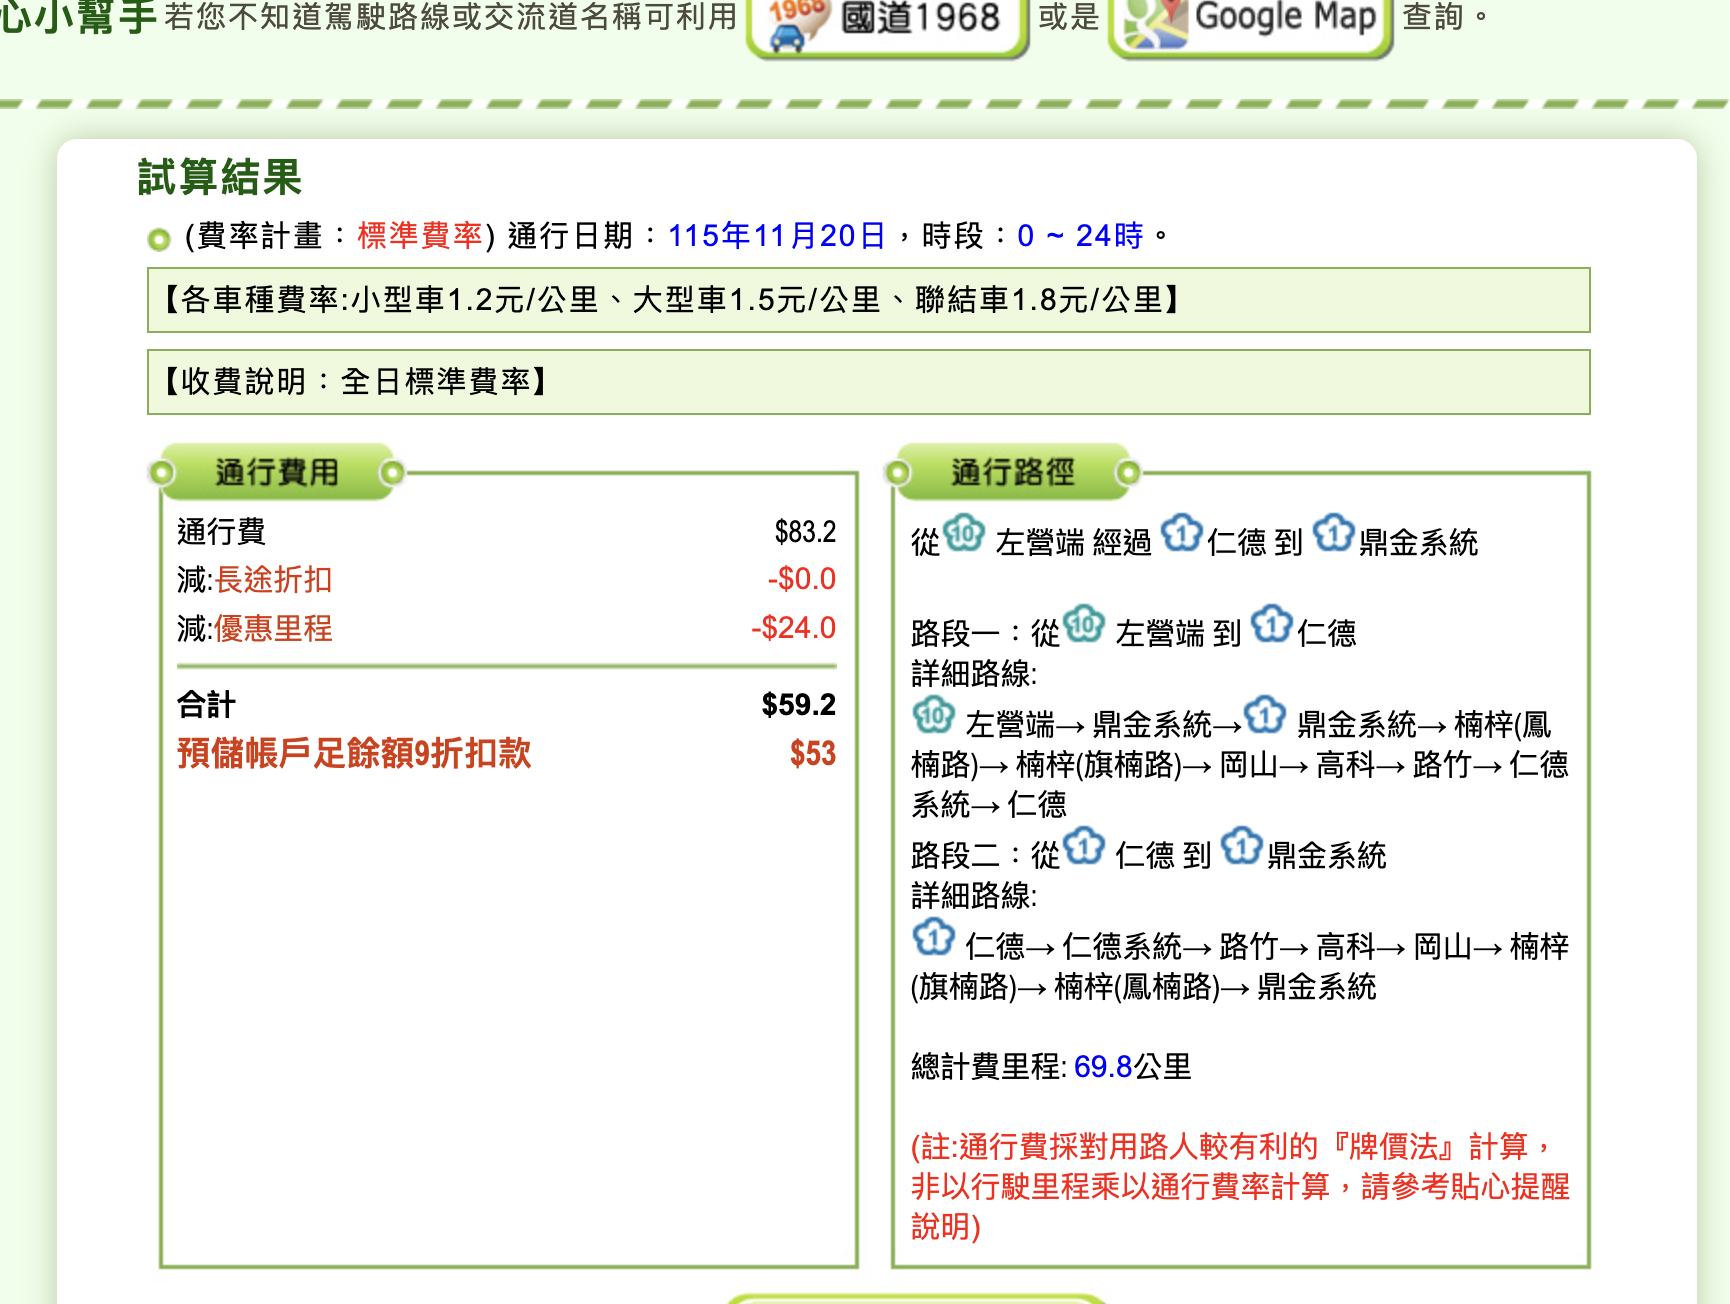 心小幫手 若您不知道駕駛路線或交流道名稱可利用 1968 國道1968 或是 Google Map 查詢。
試算結果
(費率計畫：標準費率) 通行日期：115年11月20日，時段：0 ~ 24時。
【各車種費率:小型車1.2元/公里、大型車1.5元/公里、聯結車1.8元/公里】
【收費說明：全日標準費率】
通行費用
通行費 $83.2
減:長途折扣 -$0.0
減:優惠里程 -$24.0
合計 $59.2
預儲帳戶足餘額9折扣款 $53
通行路徑
從10 左營端 經過 1仁德 到 1鼎金系統
路段一：從10 左營端 到 1仁德
詳細路線:
10 左營端→ 鼎金系統→1 鼎金系統→ 楠梓(鳳
楠路)→ 楠梓(旗楠路)→ 岡山→ 高科→ 路竹→ 仁德
系統→ 仁德
路段二：從1 仁德 到 1鼎金系統
詳細路線:
1 仁德→ 仁德系統→ 路竹→ 高科→ 岡山→ 楠梓
(旗楠路)→ 楠梓(鳳楠路)→ 鼎金系統
總計費里程: 69.8公里
(註:通行費採對用路人較有利的『牌價法』計算，
非以行駛里程乘以通行費率計算，請參考貼心提醒
說明)